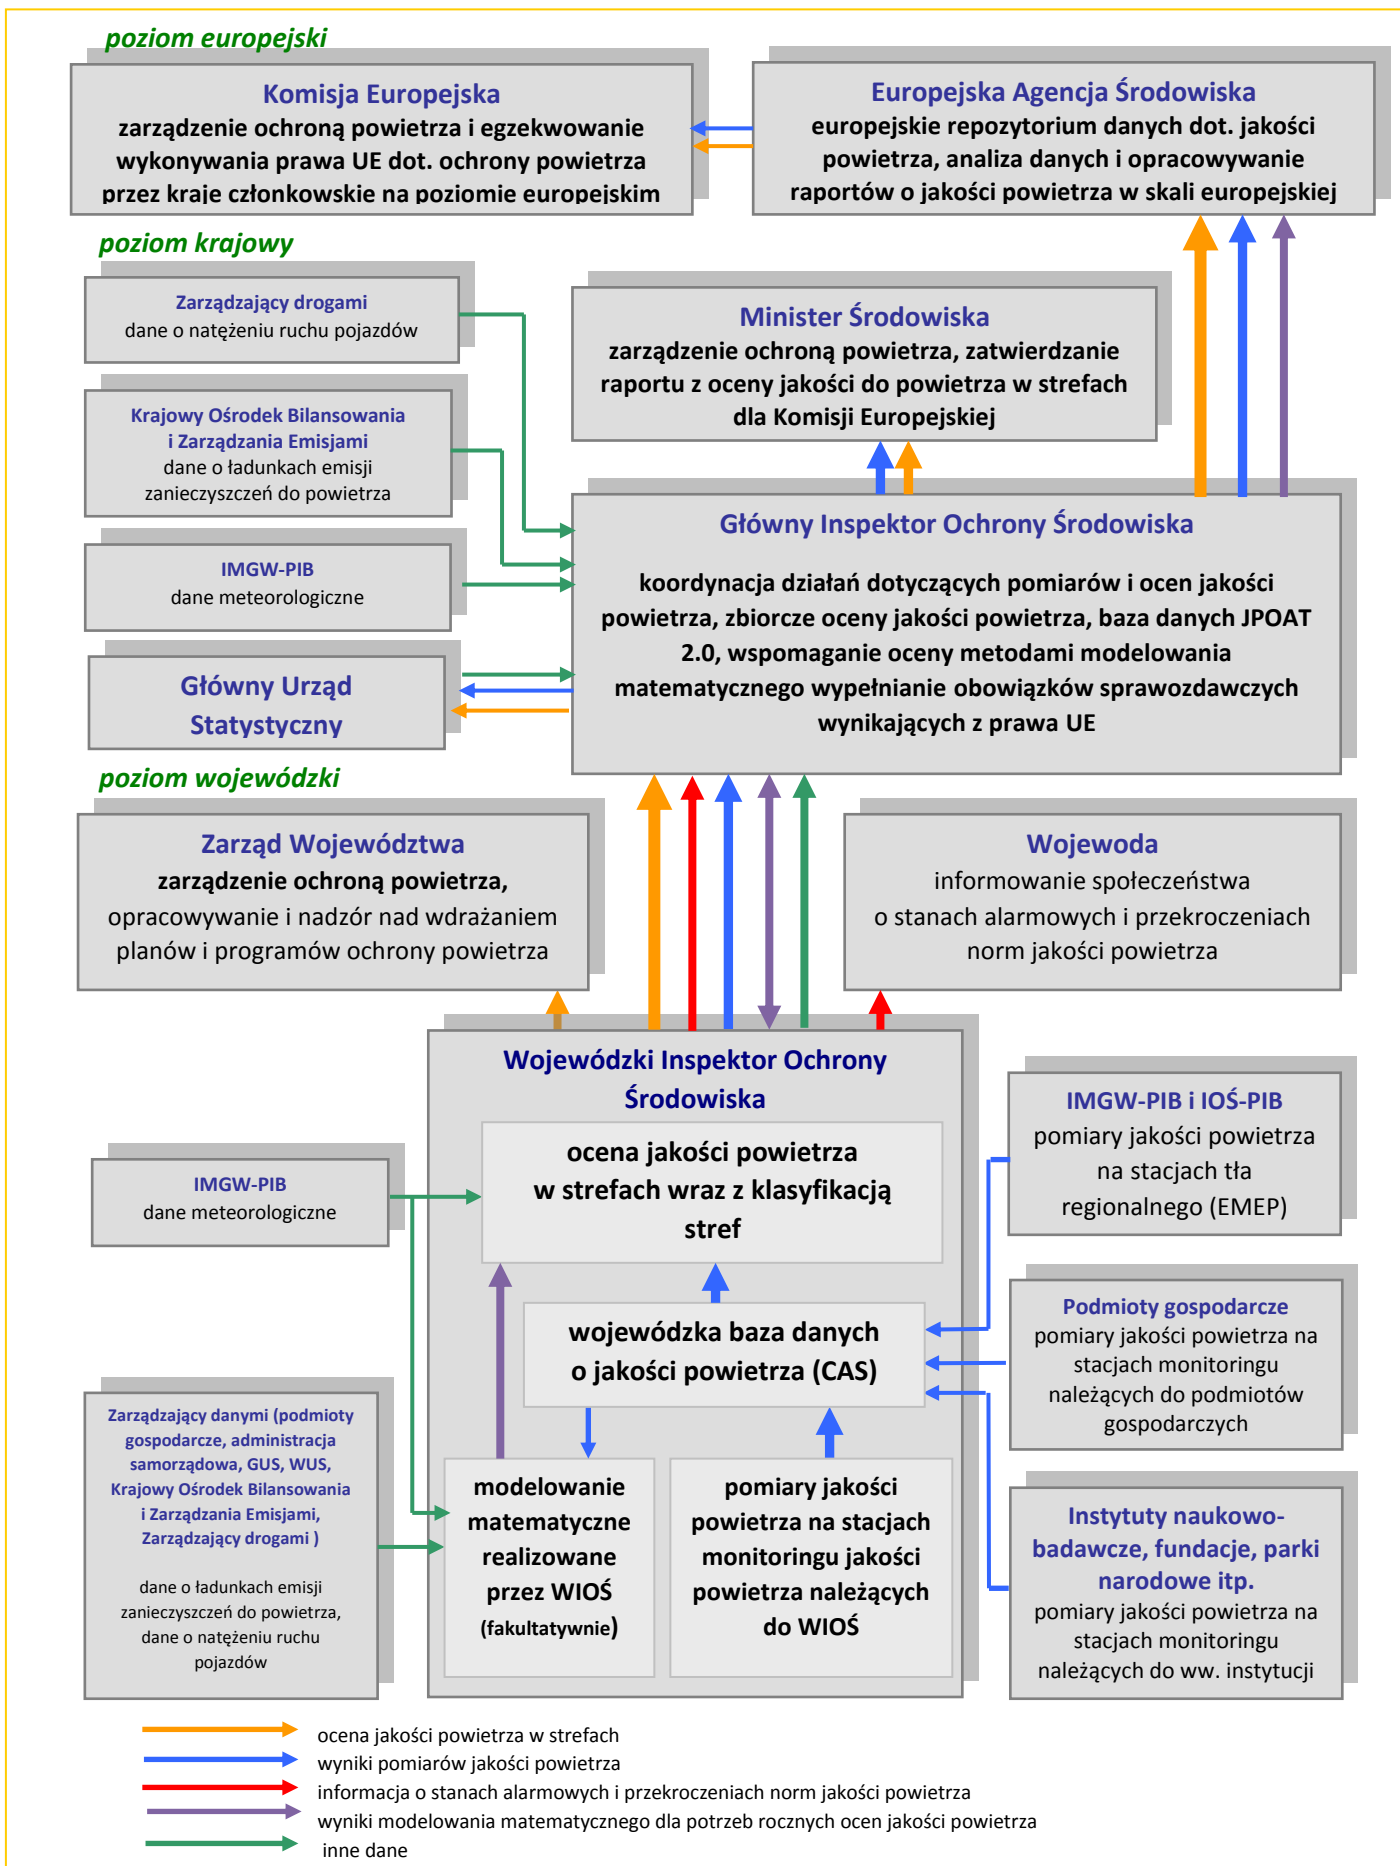 poziom europejski
Komisja Europejska
zarządzenie ochroną powietrza i egzekwowanie
wykonywania prawa UE dot. ochrony powietrza
przez kraje członkowskie na poziomie europejskim
Europejska Agencja Środowiska
europejskie repozytorium danych dot. jakości
powietrza, analiza danych i opracowywanie
raportów o jakości powietrza w skali europejskiej
poziom krajowy
Zarządzający drogami
dane o natężeniu ruchu pojazdów
Minister Środowiska
zarządzenie ochroną powietrza, zatwierdzanie
raportu z oceny jakości do powietrza w strefach
dla Komisji Europejskiej
Krajowy Ośrodek Bilansowania
i Zarządzania Emisjami
dane o ładunkach emisji
zanieczyszczeń do powietrza
IMGW-PIB
dane meteorologiczne
Główny Urząd
Statystyczny
Główny Inspektor Ochrony Środowiska
koordynacja działań dotyczących pomiarów i ocen jakości
powietrza, zbiorcze oceny jakości powietrza, baza danych JPOAT
2.0, wspomaganie oceny metodami modelowania
matematycznego wypełnianie obowiązków sprawozdawczych
wynikających z prawa UE
poziom wojewódzki
Zarząd Województwa
zarządzenie ochroną powietrza,
opracowywanie i nadzór nad wdrażaniem
planów i programów ochrony powietrza
Wojewoda
informowanie społeczeństwa
o stanach alarmowych i przekroczeniach
norm jakości powietrza
Wojewódzki Inspektor Ochrony
Środowiska
ocena jakości powietrza
w strefach wraz z klasyfikacją
stref
wojewódzka baza danych
o jakości powietrza (CAS)
modelowanie
matematyczne
realizowane
przez WIOŚ
(fakultatywnie)
pomiary jakości
powietrza na stacjach
monitoringu jakości
powietrza należących
do WIOŚ
IMGW-PIB
dane meteorologiczne
Zarządzający danymi (podmioty
gospodarcze, administracja
samorządowa, GUS, WUS,
Krajowy Ośrodek Bilansowania
i Zarządzania Emisjami,
Zarządzający drogami )
dane o ładunkach emisji
zanieczyszczeń do powietrza,
dane o natężeniu ruchu
pojazdów
IMGW-PIB i IOŚ-PIB
pomiary jakości powietrza
na stacjach tła
regionalnego (EMEP)
Podmioty gospodarcze
pomiary jakości powietrza na
stacjach monitoringu
należących do podmiotów
gospodarczych
Instytuty naukowo-
badawcze, fundacje, parki
narodowe itp.
pomiary jakości powietrza na
stacjach monitoringu
należących do ww. instytucji
ocena jakości powietrza w strefach
wyniki pomiarów jakości powietrza
informacja o stanach alarmowych i przekroczeniach norm jakości powietrza
wyniki modelowania matematycznego dla potrzeb rocznych ocen jakości powietrza
inne dane